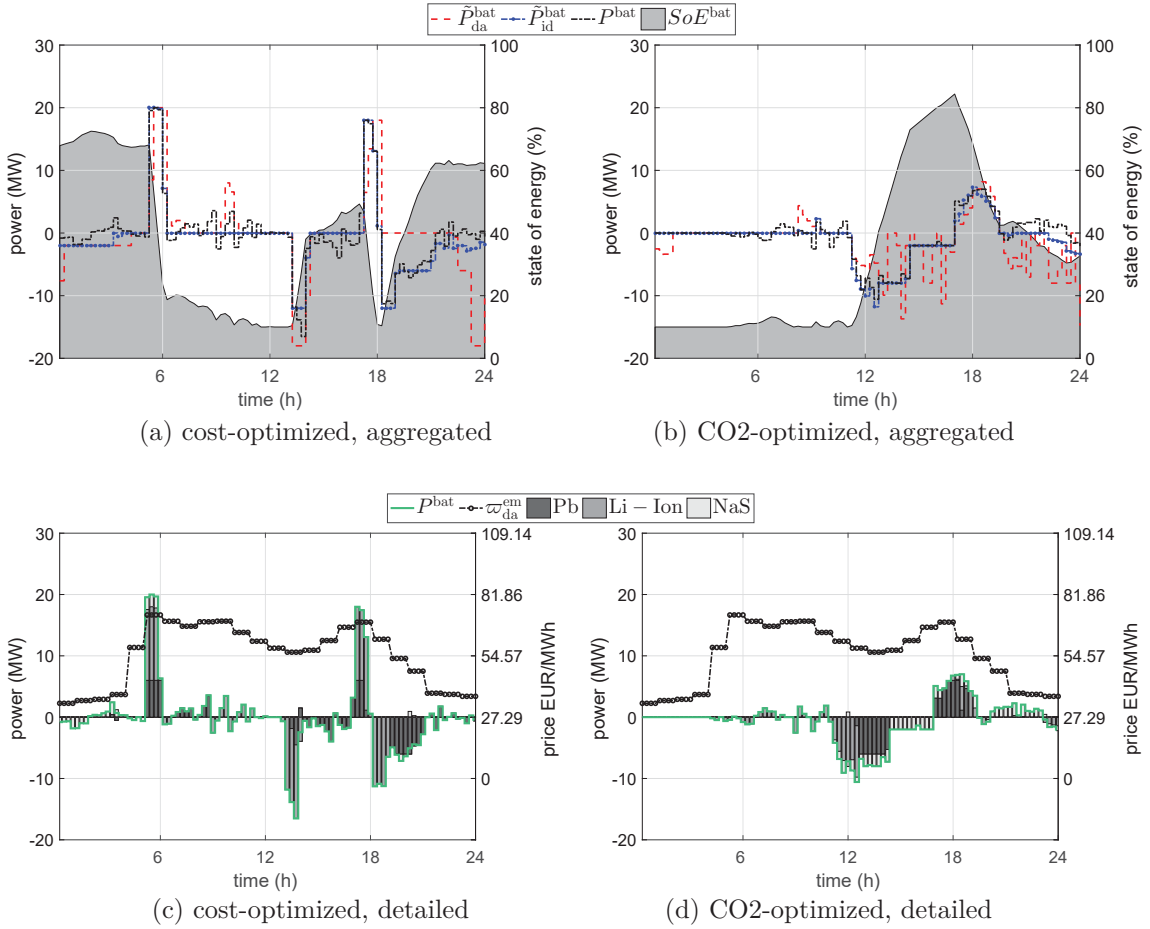 P̃_da^bat P̃_id^bat P^bat SoE^bat
30 20 10 0 -10 -20
power (MW)
100 80 60 40 20 0
state of energy (%)
6 12 18 24
time (h)
(a) cost-optimized, aggregated
30 20 10 0 -10 -20
power (MW)
100 80 60 40 20 0
state of energy (%)
6 12 18 24
time (h)
(b) CO2-optimized, aggregated
P^bat ϖ_da^em Pb Li − Ion NaS
30 20 10 0 -10 -20
power (MW)
109.14 81.86 54.57 27.29 0
price EUR/MWh
6 12 18 24
time (h)
(c) cost-optimized, detailed
30 20 10 0 -10 -20
power (MW)
109.14 81.86 54.57 27.29 0
price EUR/MWh
6 12 18 24
time (h)
(d) CO2-optimized, detailed